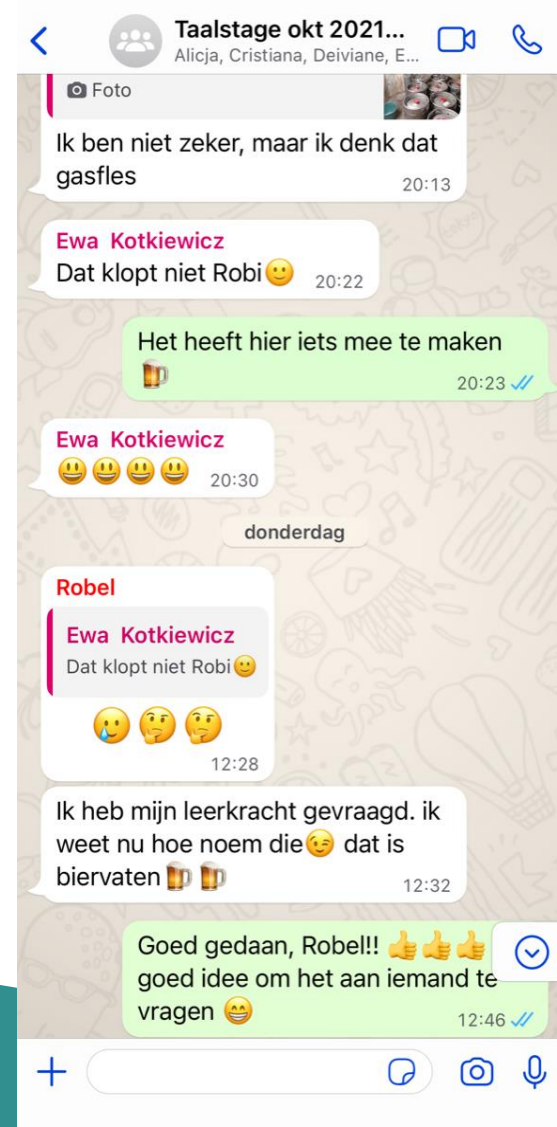 Taalstage okt 2021...
Alicja, Cristiana, Deiviane, E...
Foto
Ik ben niet zeker, maar ik denk dat
gasfles
20:13
Ewa Kotkiewicz
Dat klopt niet Robi🙂 20:22
Het heeft hier iets mee te maken
🍺
20:23
Ewa Kotkiewicz
😃😃😃😃 20:30
donderdag
Robel
Ewa Kotkiewicz
Dat klopt niet Robi🙂
🥲🤔🤔
12:28
Ik heb mijn leerkracht gevraagd. ik
weet nu hoe noem die😉 dat is
biervaten🍺🍺 12:32
Goed gedaan, Robel!! 👍👍👍
goed idee om het aan iemand te
vragen 😁 12:46